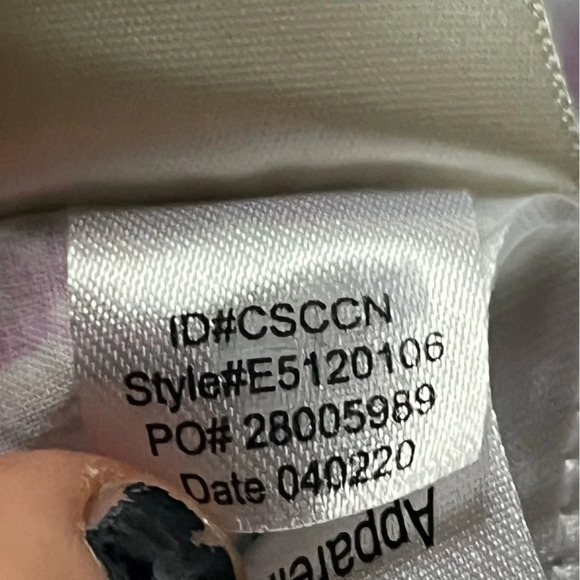 ID#CSCCN
Style#E5120106
PO# 28005989
Date 040220
Apparel